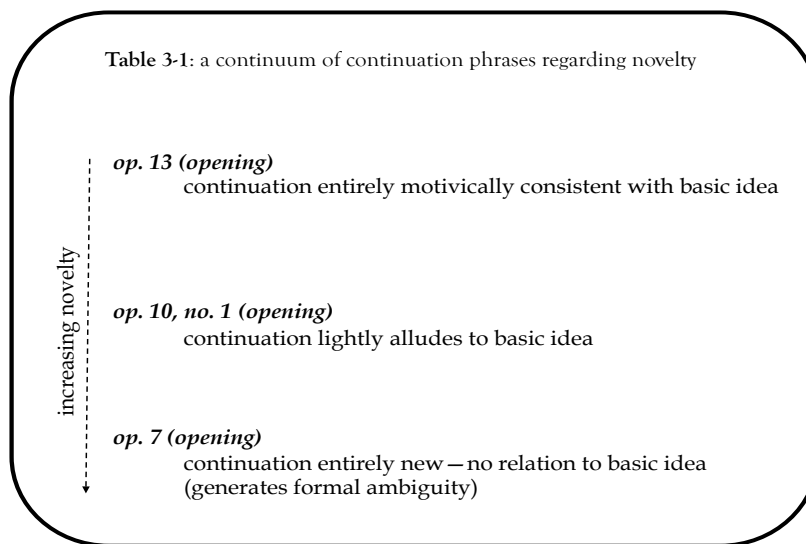 Table 3-1: a continuum of continuation phrases regarding novelty
increasing novelty
op. 13 (opening)
continuation entirely motivically consistent with basic idea
op. 10, no. 1 (opening)
continuation lightly alludes to basic idea
op. 7 (opening)
continuation entirely new—no relation to basic idea
(generates formal ambiguity)